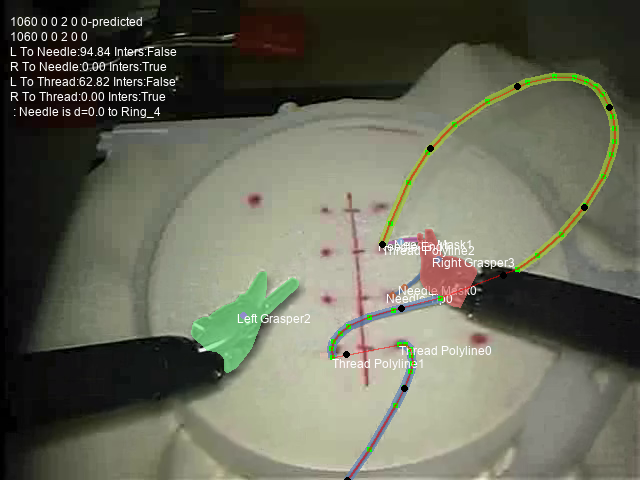 1060 0 0 2 0 0-predicted
1060 0 0 2 0 0
L To Needle:94.84 Inters:False
R To Needle:0.00 Inters:True
L To Thread:62.82 Inters:False
R To Thread:0.00 Inters:True
: Needle is d=0.0 to Ring_4
Thread Polyline2
Right Grasper3
Needle Mask0
Left Grasper2
Thread Polyline0
Thread Polyline1